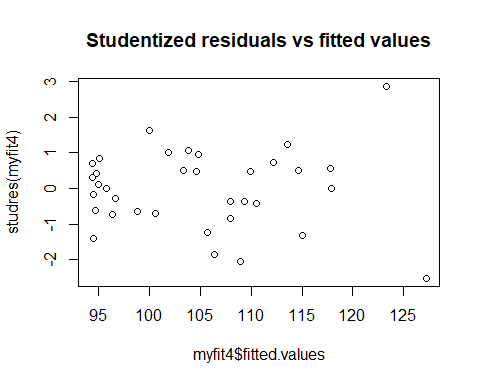 Studentized residuals vs fitted values
studres(myfit4)
3
2
1
0
-1
-2
95 100 105 110 115 120 125
myfit4$fitted.values